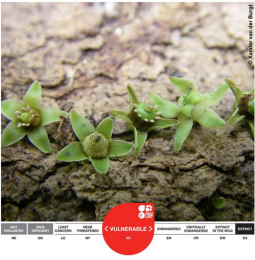 © Xander van der Burgt
NOT
EVALUATED
DATA
DEFICIENT
LEAST
CONCERN
NEAR
THREATENED
< VULNERABLE >
ENDANGERED
CRITICALLY
ENDANGERED
EXTINCT
IN THE WILD
EXTINCT
NE
DD
LC
NT
VU
EN
CR
EW
EX